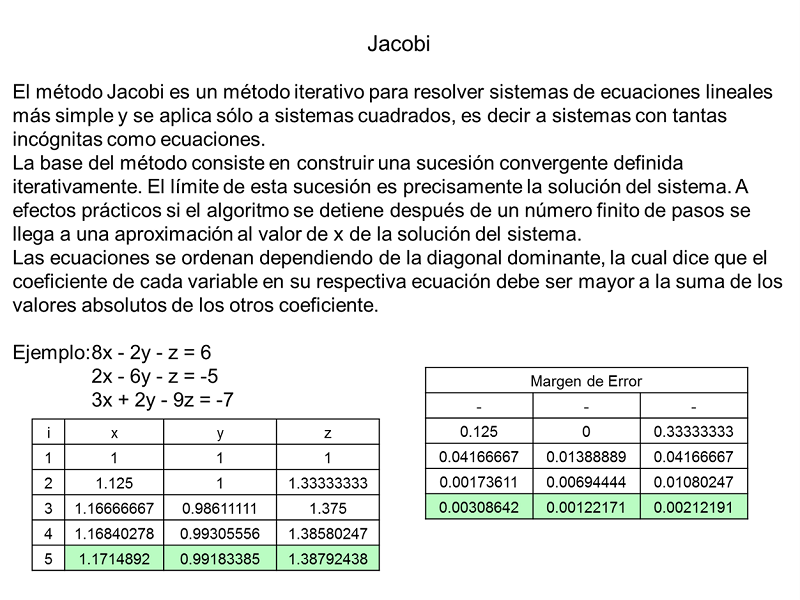 Jacobi
El método Jacobi es un método iterativo para resolver sistemas de ecuaciones lineales
más simple y se aplica sólo a sistemas cuadrados, es decir a sistemas con tantas
incógnitas como ecuaciones.
La base del método consiste en construir una sucesión convergente definida
iterativamente. El límite de esta sucesión es precisamente la solución del sistema. A
efectos prácticos si el algoritmo se detiene después de un número finito de pasos se
llega a una aproximación al valor de x de la solución del sistema.
Las ecuaciones se ordenan dependiendo de la diagonal dominante, la cual dice que el
coeficiente de cada variable en su respectiva ecuación debe ser mayor a la suma de los
valores absolutos de los otros coeficiente.
Ejemplo:8x - 2y - z = 6
2x - 6y - z = -5
3x + 2y - 9z = -7
i x y z
1 1 1 1
2 1.125 1 1.33333333
3 1.16666667 0.98611111 1.375
4 1.16840278 0.99305556 1.38580247
5 1.1714892 0.99183385 1.38792438
Margen de Error
- - -
0.125 0 0.33333333
0.04166667 0.01388889 0.04166667
0.00173611 0.00694444 0.01080247
0.00308642 0.00122171 0.00212191